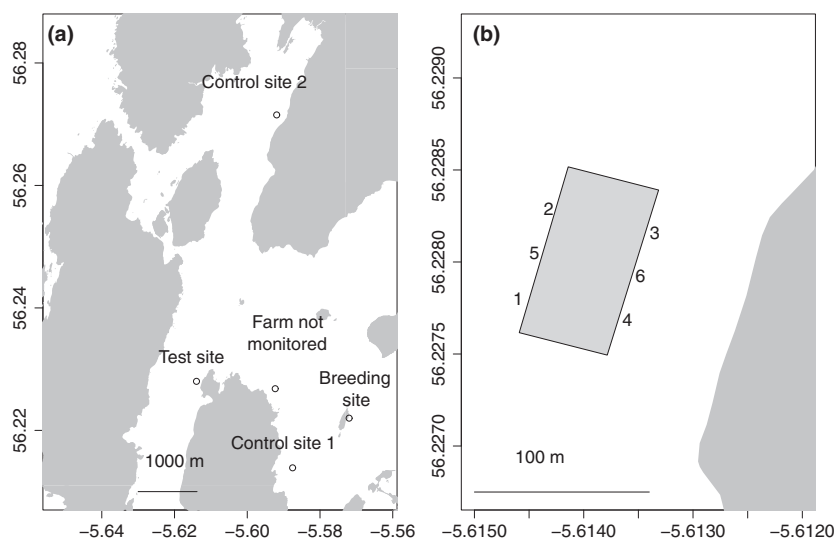 (a)
Control site 2
Farm not
monitored
Test site
Breeding
site
Control site 1
1000 m
56.28
56.26
56.24
56.22
−5.64
−5.62
−5.60
−5.58
−5.56
(b)
2
3
5
6
1
4
100 m
56.2290
56.2285
56.2280
56.2275
56.2270
−5.6150
−5.6140
−5.6130
−5.6120